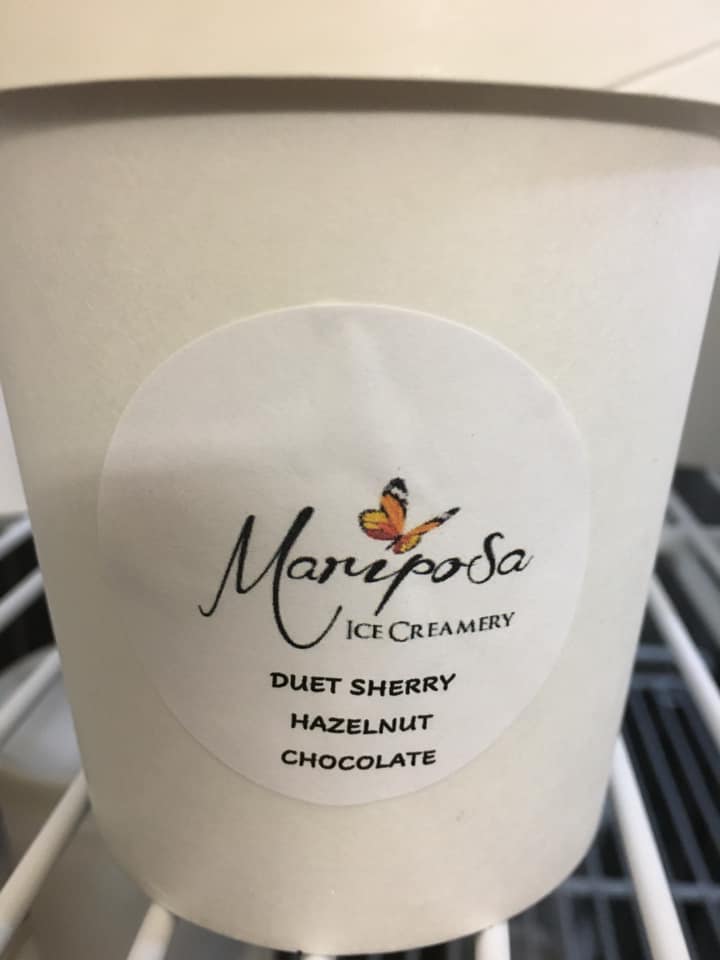 Mariposa
ICE CREAMERY
DUET SHERRY
HAZELNUT
CHOCOLATE